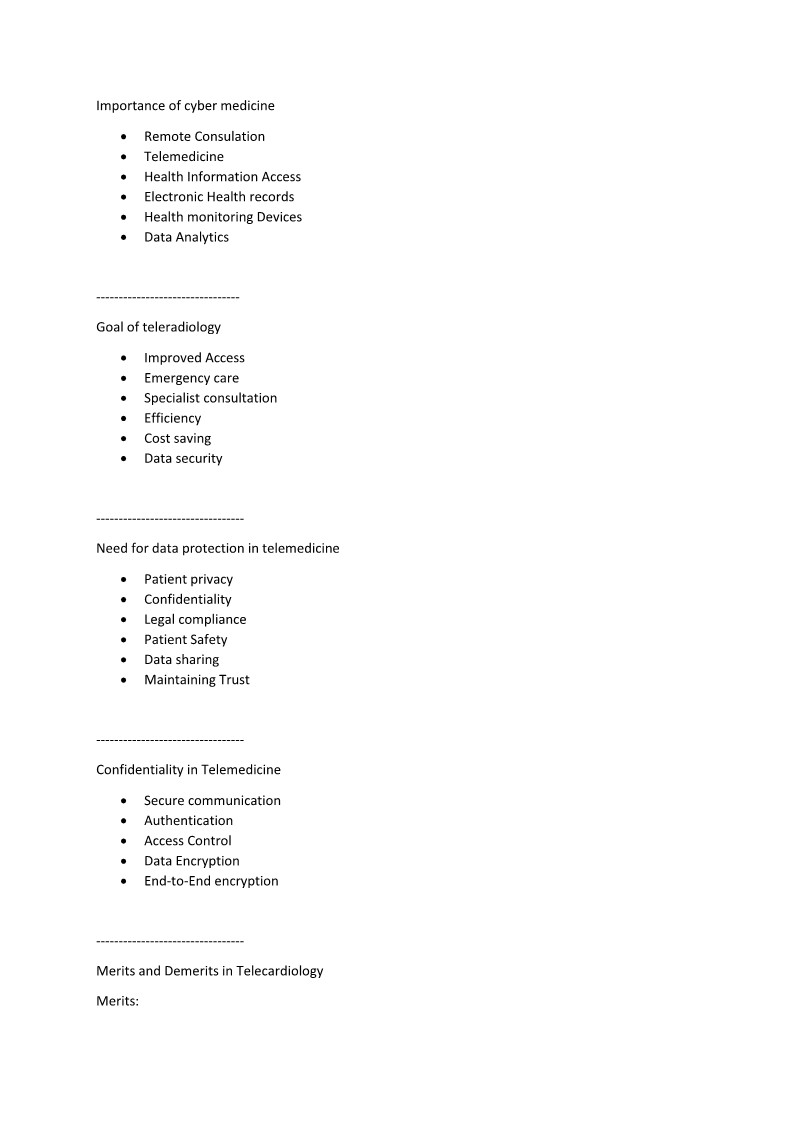 Importance of cyber medicine
• Remote Consulation
• Telemedicine
• Health Information Access
• Electronic Health records
• Health monitoring Devices
• Data Analytics
--------------------------------
Goal of teleradiology
• Improved Access
• Emergency care
• Specialist consultation
• Efficiency
• Cost saving
• Data security
---------------------------------
Need for data protection in telemedicine
• Patient privacy
• Confidentiality
• Legal compliance
• Patient Safety
• Data sharing
• Maintaining Trust
---------------------------------
Confidentiality in Telemedicine
• Secure communication
• Authentication
• Access Control
• Data Encryption
• End-to-End encryption
---------------------------------
Merits and Demerits in Telecardiology
Merits: